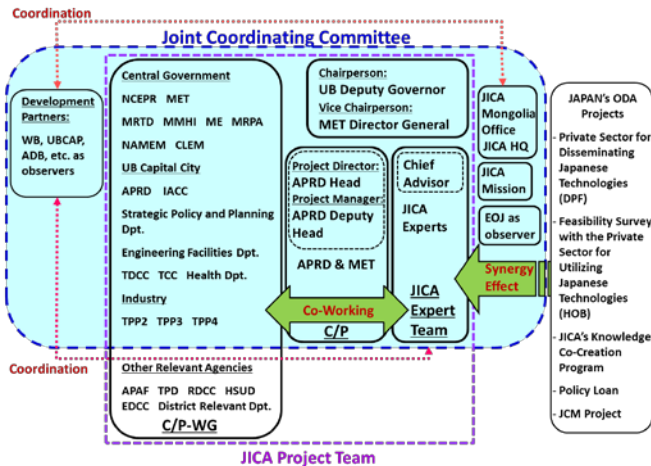 Coordination
Joint Coordinating Committee
Development
Partners:
WB, UBCAP,
ADB, etc. as
observers
Central Government
NCEPR MET
MRTD MMHI ME MRPA
NAMEM CLEM
UB Capital City
APRD IACC
Strategic Policy and Planning
Dpt.
Engineering Facilities Dpt.
TDCC TCC Health Dpt.
Industry
TPP2 TPP3 TPP4
Other Relevant Agencies
APAF TPD RDCC HSUD
EDCC District Relevant Dpt.
C/P-WG
Chairperson:
UB Deputy Governor
Vice Chairperson:
MET Director General
Project Director:
APRD Head
Project Manager:
APRD Deputy
Head
APRD & MET
Co-Working
C/P
Chief
Advisor
JICA
Experts
JICA
Expert
Team
JICA
Mongolia
Office
JICA HQ
JICA
Mission
EOJ as
observer
Synergy
Effect
JAPAN's ODA
Projects
- Private Sector for
Disseminating
Japanese
Technologies
(DPF)
- Feasibility Survey
with the Private
Sector for
Utilizing
Japanese
Technologies
(HOB)
- JICA's Knowledge
Co-Creation
Program
- Policy Loan
- JCM Project
Coordination
JICA Project Team